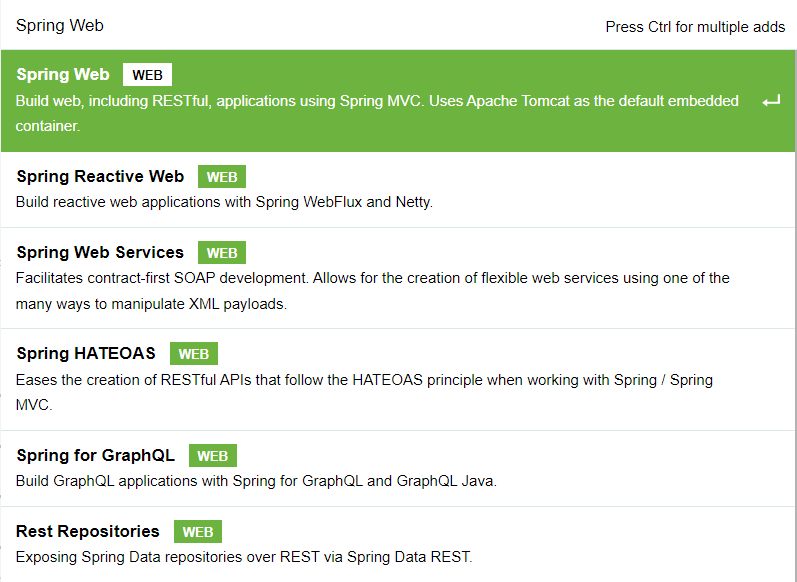 Spring Web
Press Ctrl for multiple adds
Spring Web WEB
Build web, including RESTful, applications using Spring MVC. Uses Apache Tomcat as the default embedded
container.
Spring Reactive Web WEB
Build reactive web applications with Spring WebFlux and Netty.
Spring Web Services WEB
Facilitates contract-first SOAP development. Allows for the creation of flexible web services using one of the
many ways to manipulate XML payloads.
Spring HATEOAS WEB
Eases the creation of RESTful APIs that follow the HATEOAS principle when working with Spring / Spring
MVC.
Spring for GraphQL WEB
Build GraphQL applications with Spring for GraphQL and GraphQL Java.
Rest Repositories WEB
Exposing Spring Data repositories over REST via Spring Data REST.